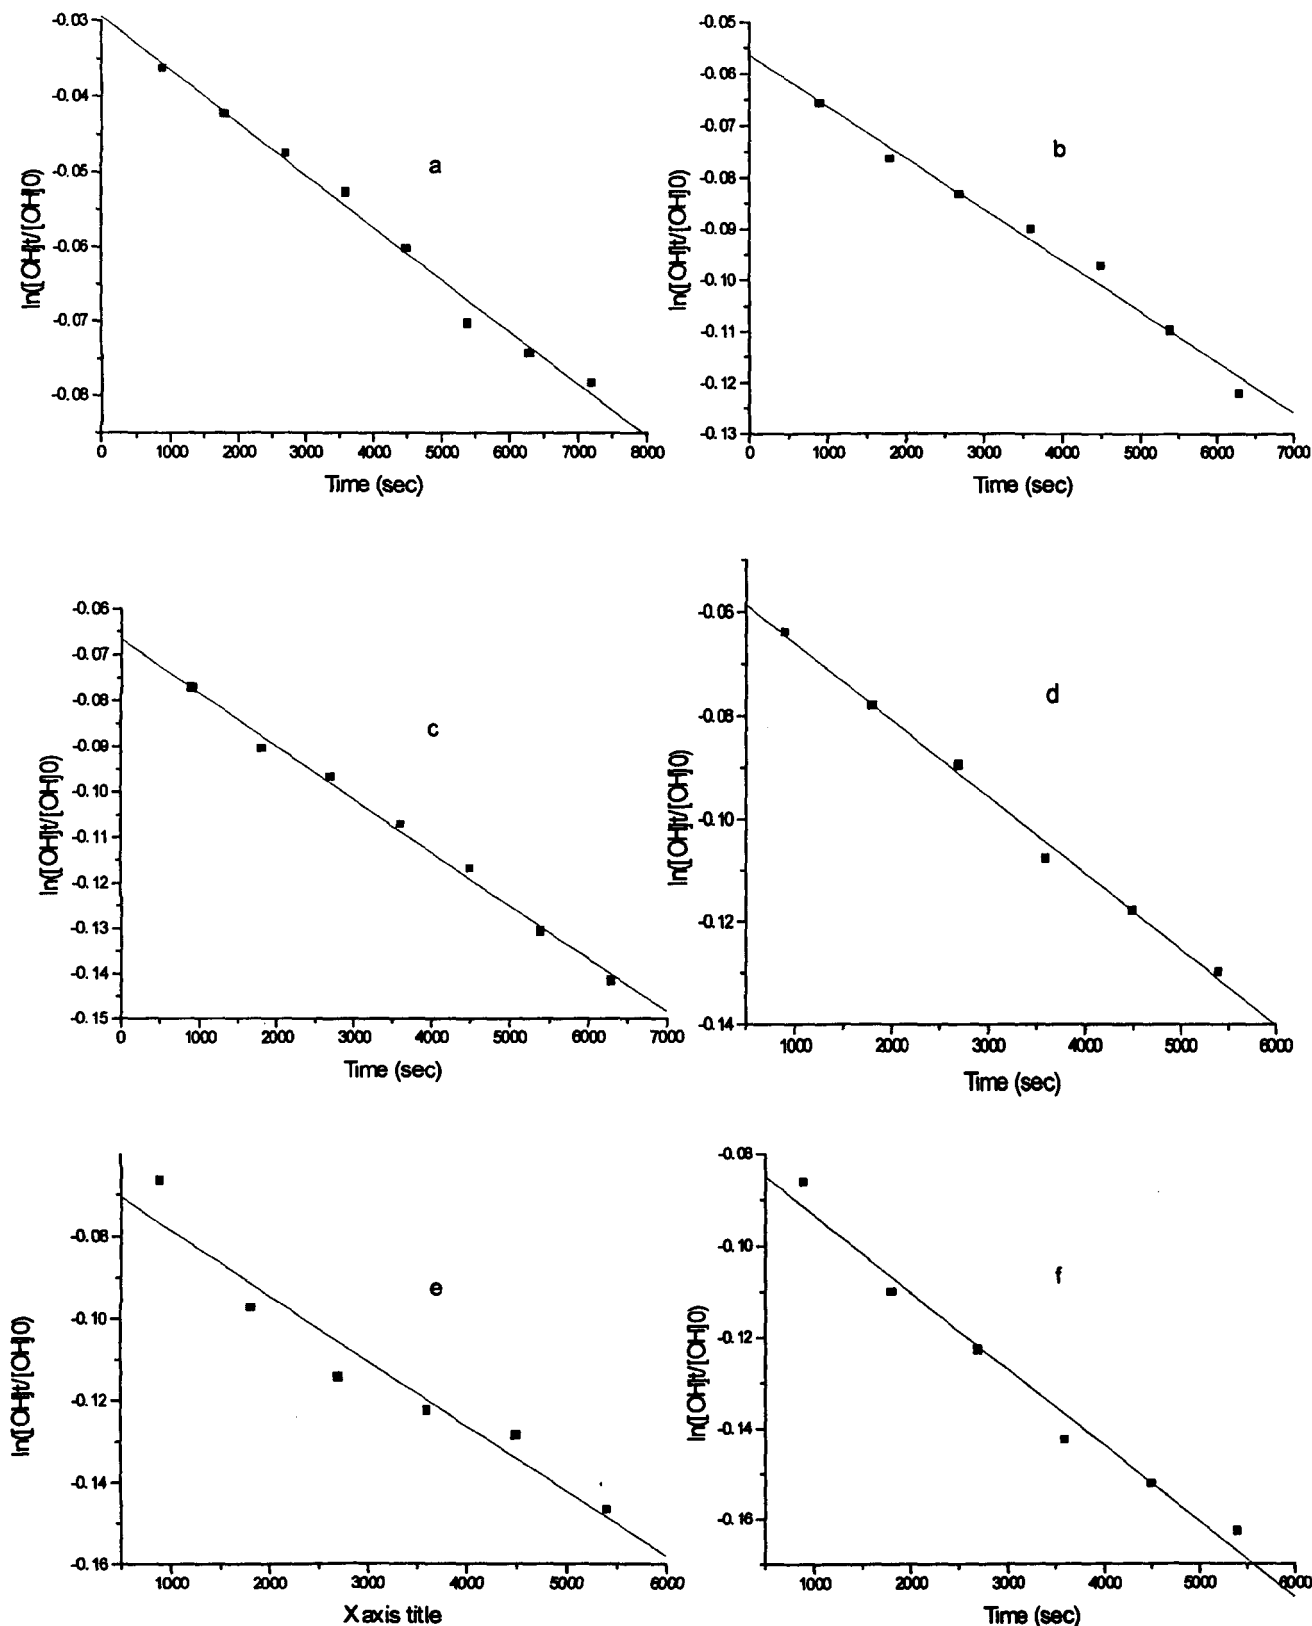 -0.03
-0.04
-0.05
-0.06
-0.07
-0.08
ln([OH]t/[OH]0)
a
0 1000 2000 3000 4000 5000 6000 7000 8000
Time (sec)
-0.05
-0.06
-0.07
-0.08
-0.09
-0.10
-0.11
-0.12
-0.13
ln([OH]t/[OH]0)
b
0 1000 2000 3000 4000 5000 6000 7000
Time (sec)
-0.06
-0.07
-0.08
-0.09
-0.10
-0.11
-0.12
-0.13
-0.14
-0.15
ln([OH]t/[OH]0)
c
0 1000 2000 3000 4000 5000 6000 7000
Time (sec)
-0.06
-0.08
-0.10
-0.12
-0.14
ln([OH]t/[OH]0)
d
1000 2000 3000 4000 5000 6000
Time (sec)
-0.08
-0.10
-0.12
-0.14
-0.16
ln([OH]t/[OH]0)
e
1000 2000 3000 4000 5000 6000
X axis title
-0.08
-0.10
-0.12
-0.14
-0.16
ln([OH]t/[OH]0)
f
1000 2000 3000 4000 5000 6000
Time (sec)